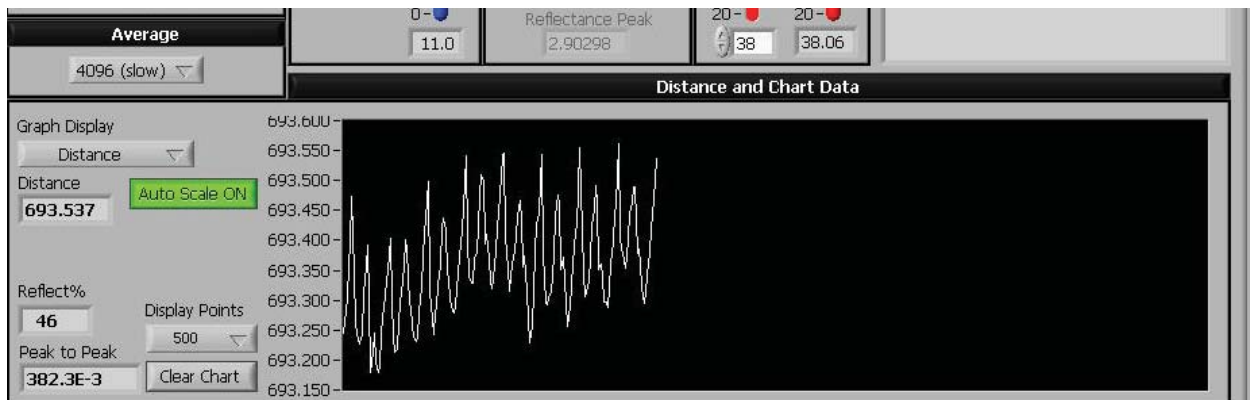 Average
4096 (slow)
0-
11.0
Reflectance Peak
2.90298
20-
38
20-
38.06
Distance and Chart Data
Graph Display
Distance
Distance
693.537
Auto Scale ON
Reflect%
46
Display Points
500
Peak to Peak
382.3E-3
Clear Chart
693.600
693.550
693.500
693.450
693.400
693.350
693.300
693.250
693.200
693.150